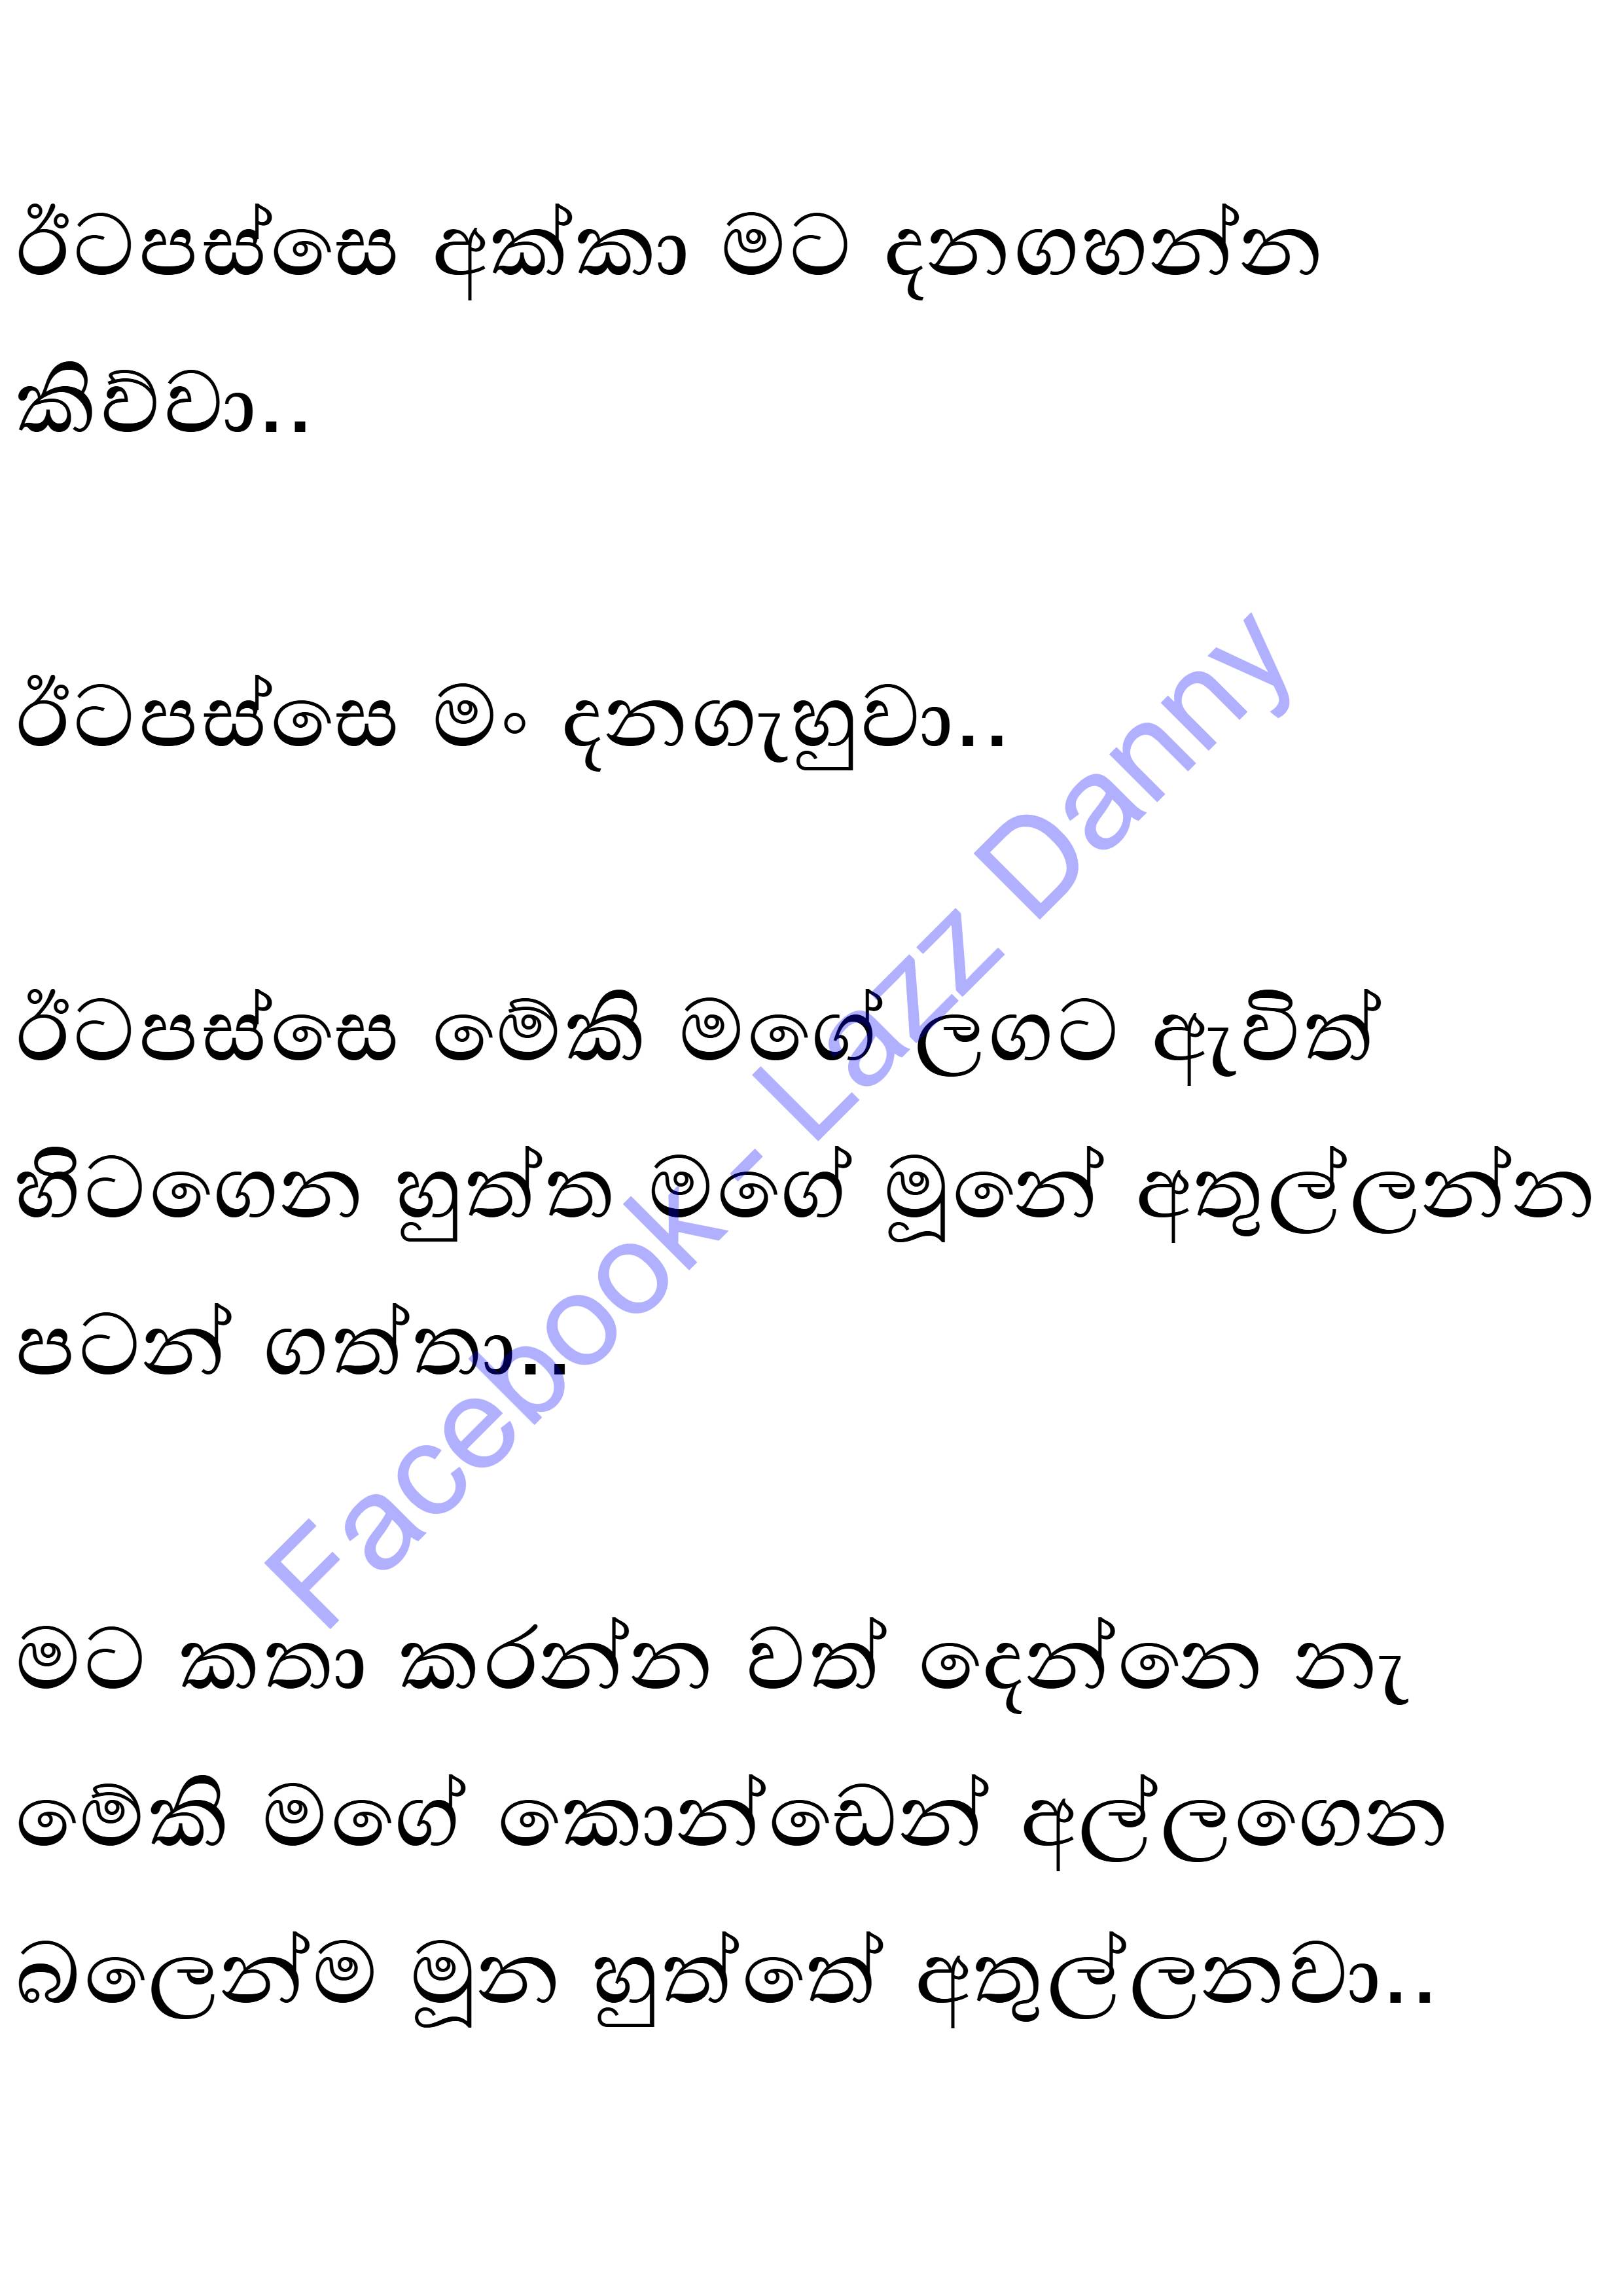 ඊටපස්සෙ අක්කා මට දනගහන්න
කිව්වා..
ඊටපස්සෙ මං දනගැහුවා..
ඊටපස්සෙ මේකි මගේ ලගට ඇවිත්
හිටගෙන හුත්ත මගේ මූනේ අතුල්ලන්න
පටන් ගත්තා..
මට කතා කරන්න වත් දෙන්නෙ නැ
මේකි මගේ කොන්ඩෙන් අල්ලගෙන
බලෙන්ම මූන හුත්තේ අතුල්ලනවා..
Facebook - Lazz Danny